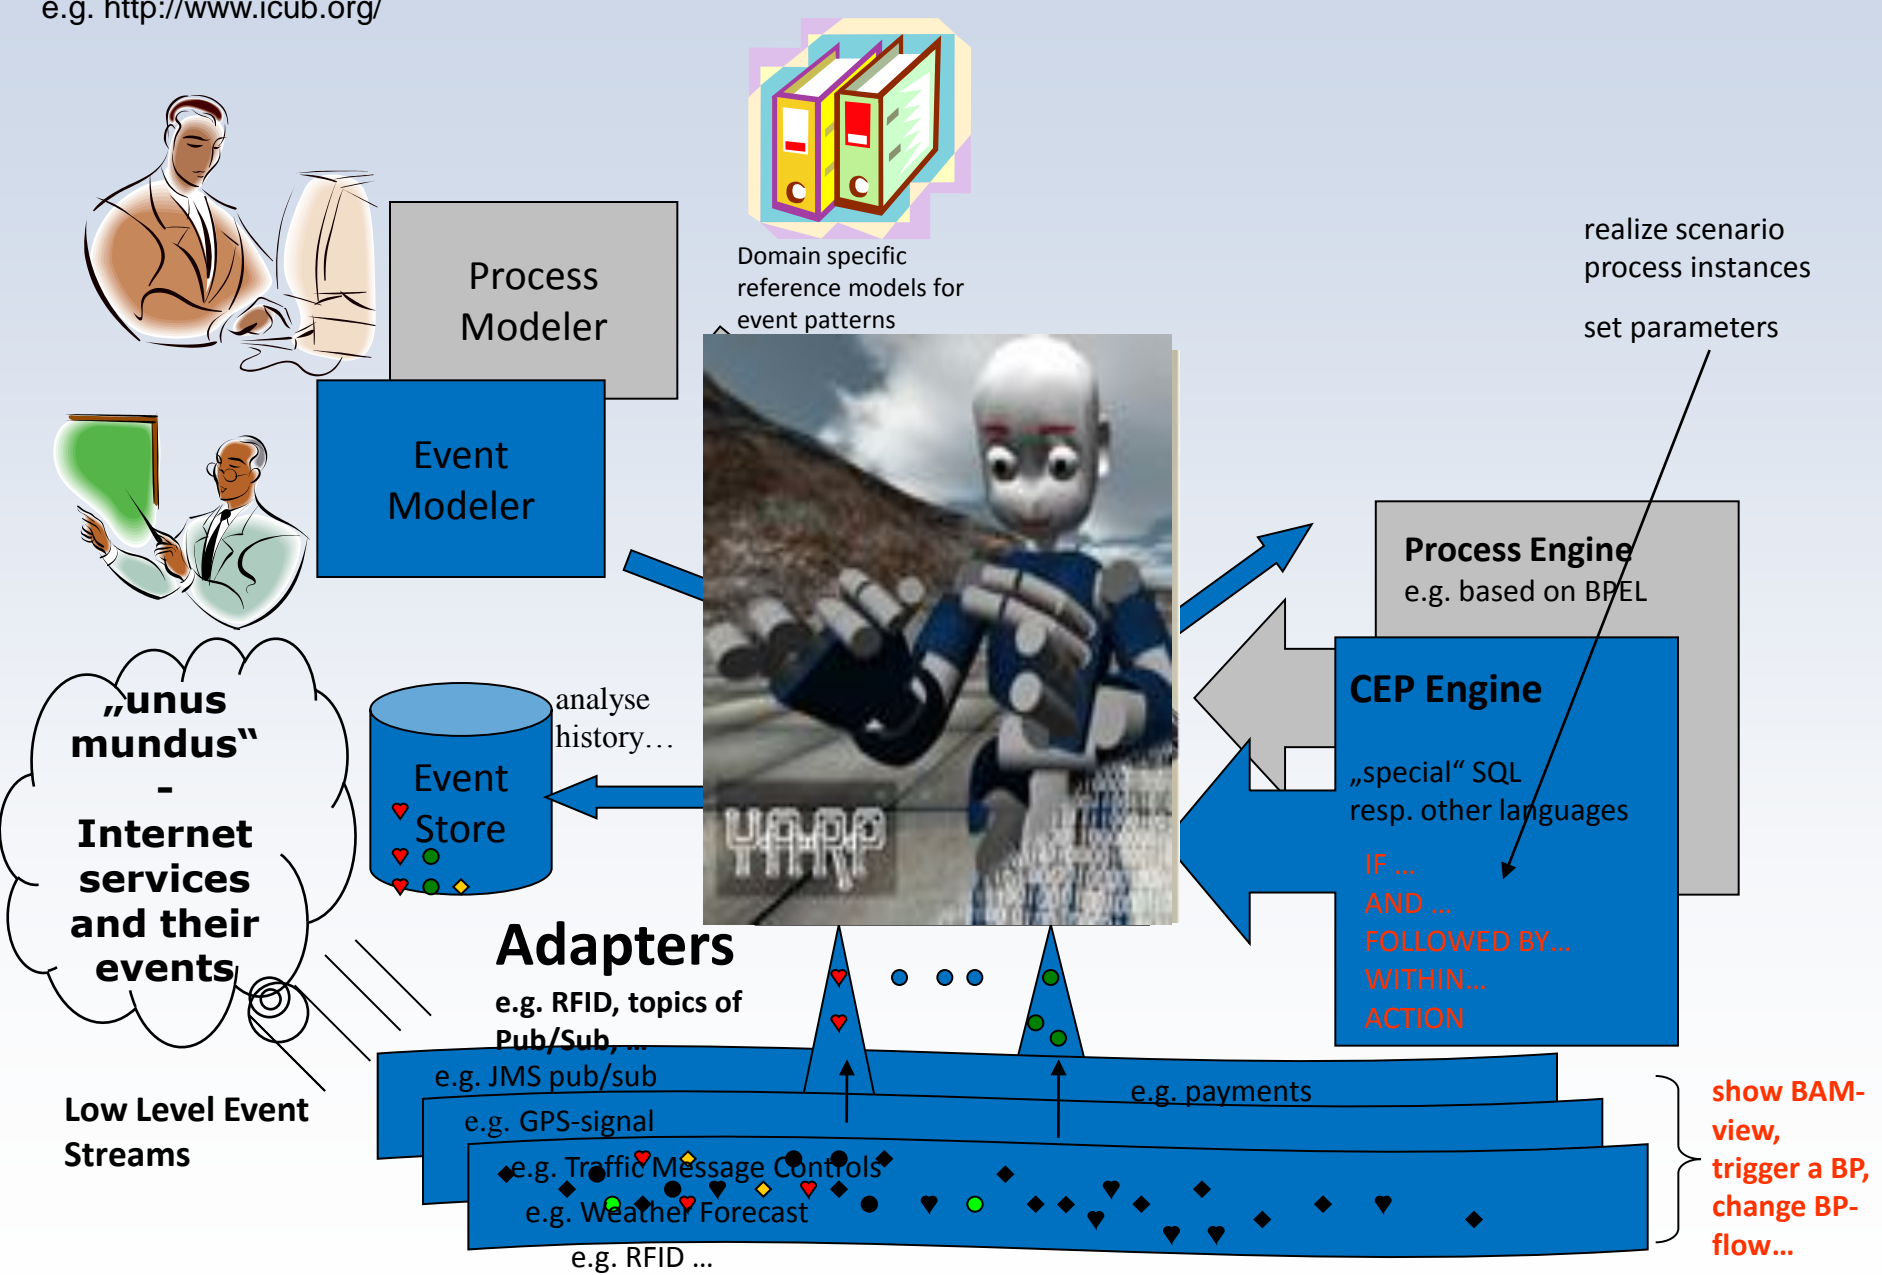 e.g. http://www.icub.org/
Domain specific
reference models for
event patterns
realize scenario
process instances
set parameters
Process
Modeler
Event
Modeler
Process Engine
e.g. based on BPEL
CEP Engine
„special“ SQL
resp. other languages
IF ...
AND ...
FOLLOWED BY...
WITHIN...
ACTION
„unus
mundus“
-
Internet
services
and their
events
analyse
history…
Event
Store
YARP
Adapters
e.g. RFID, topics of
Pub/Sub, …
e.g. JMS pub/sub
e.g. payments
e.g. GPS-signal
e.g. Traffic Message Controls
e.g. Weather Forecast
e.g. RFID ...
Low Level Event
Streams
show BAM-
view,
trigger a BP,
change BP-
flow…